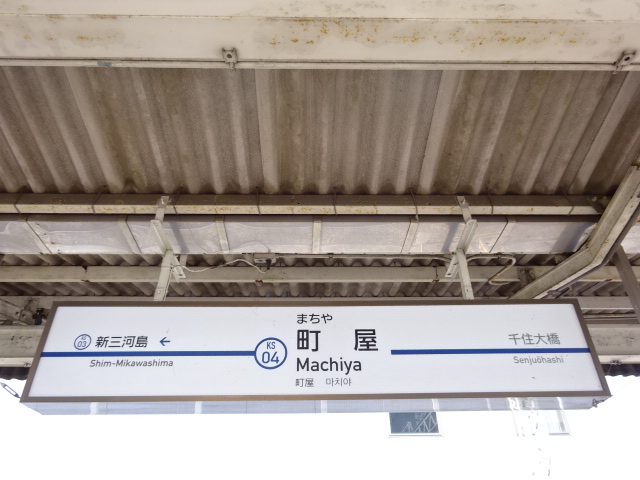 KS
03
新三河島 ←
Shim-Mikawashima
KS
04
まちや
町屋
Machiya
町屋 마치야
千住大橋
Senjuōhashi